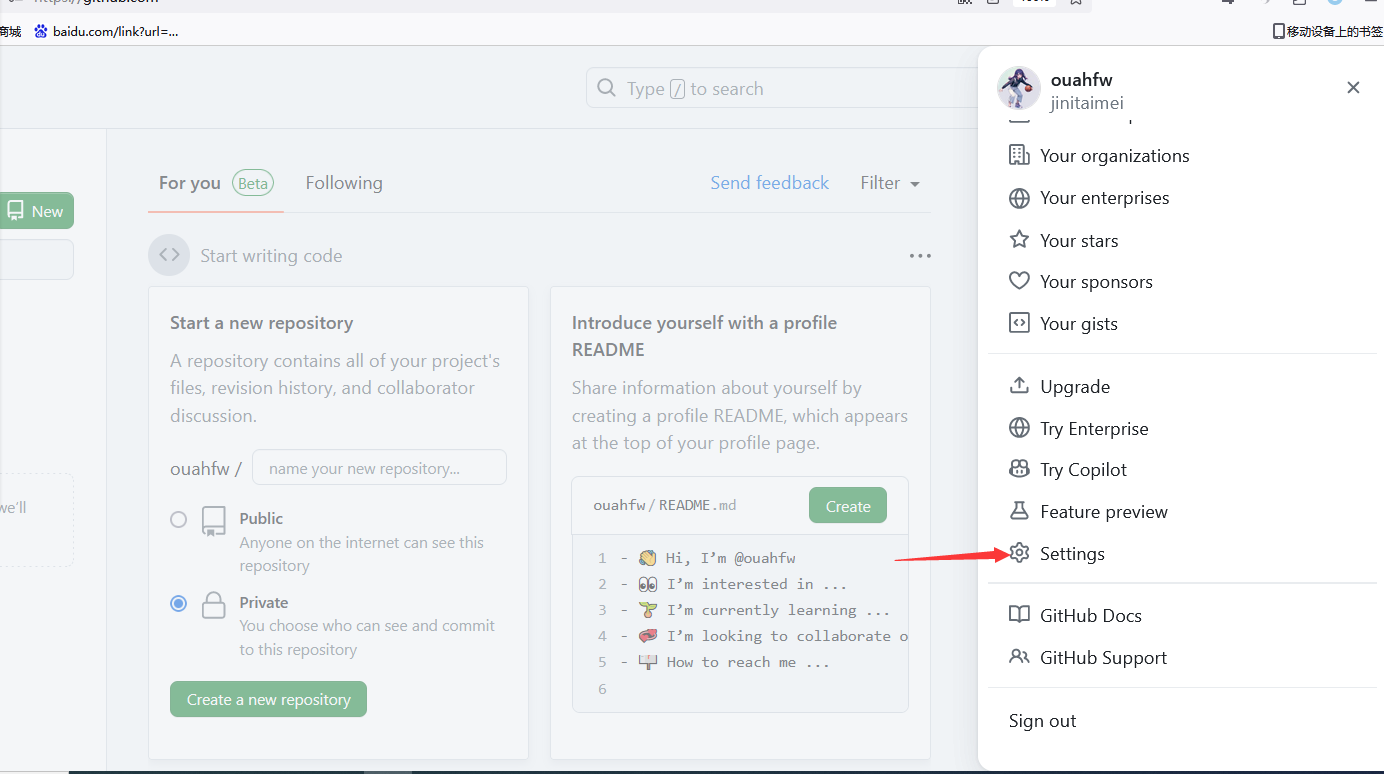 商城
baidu.com/link?url=...
移动设备上的书签
Type / to search
ouahfw
jinitaimei
Your organizations
Your enterprises
Your stars
Your sponsors
Your gists
Upgrade
Try Enterprise
Try Copilot
Feature preview
Settings
GitHub Docs
GitHub Support
Sign out
New
we'll
For you Beta Following Send feedback Filter
Start writing code
Start a new repository
A repository contains all of your project's
files, revision history, and collaborator
discussion.
ouahfw / name your new repository...
Public
Anyone on the internet can see this
repository
Private
You choose who can see and commit
to this repository
Create a new repository
Introduce yourself with a profile
README
Share information about yourself by
creating a profile README, which appears
at the top of your profile page.
ouahfw/README.md Create
1 - 👋 Hi, I’m @ouahfw
2 - 👀 I’m interested in ...
3 - 🌱 I’m currently learning ...
4 - 💞️ I’m looking to collaborate o
5 - 📫 How to reach me ...
6